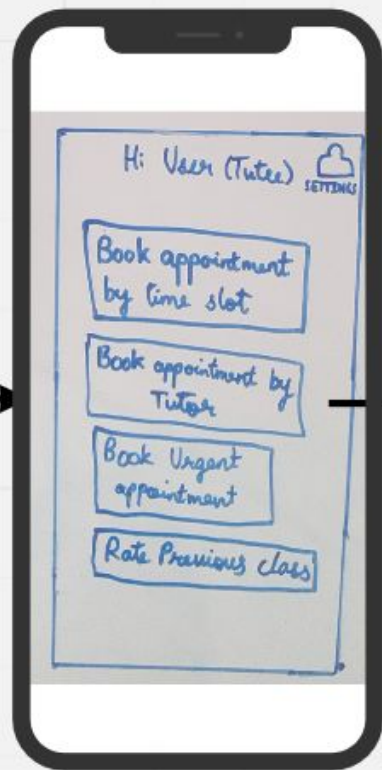 Hi User (Tutee)
SETTINGS
Book appointment
by time slot
Book appointment by
Tutor
Book Urgent
appointment
Rate Previous class